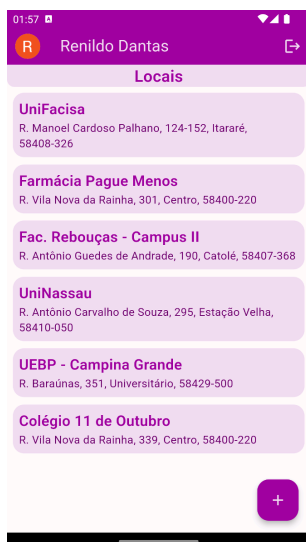 01:57
R Renildo Dantas
Locais
UniFacisa
R. Manoel Cardoso Palhano, 124-152, Itararé,
58408-326
Farmácia Pague Menos
R. Vila Nova da Rainha, 301, Centro, 58400-220
Fac. Rebouças - Campus II
R. Antônio Guedes de Andrade, 190, Catolé, 58407-368
UniNassau
R. Antônio Carvalho de Souza, 295, Estação Velha,
58410-050
UEBP - Campina Grande
R. Baraúnas, 351, Universitário, 58429-500
Colégio 11 de Outubro
R. Vila Nova da Rainha, 339, Centro, 58400-220
+